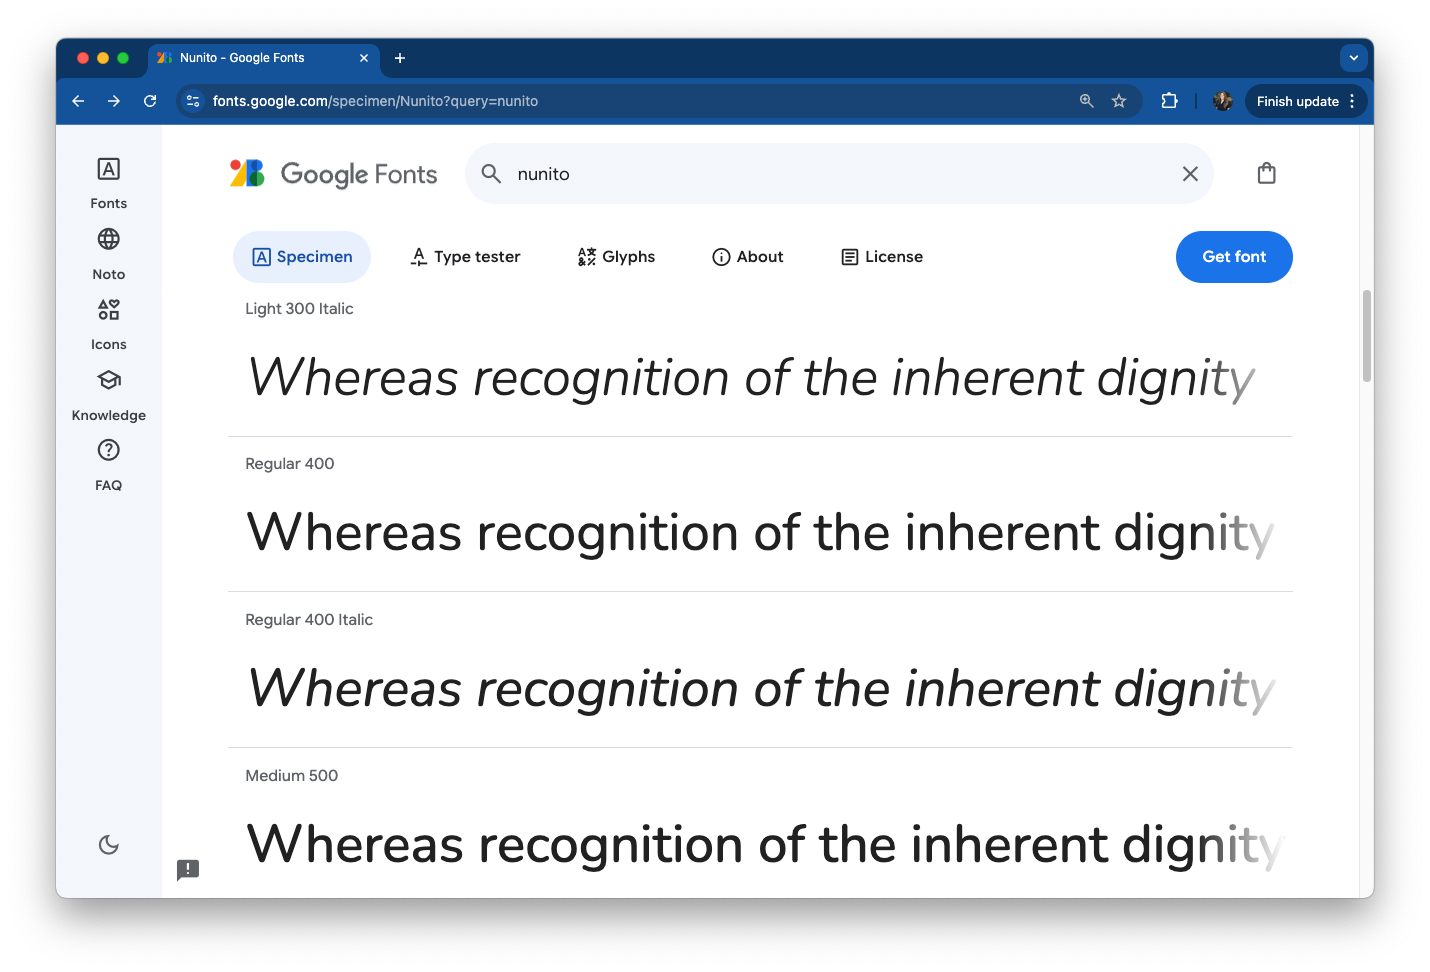 Nunito - Google Fonts
fonts.google.com/specimen/Nunito?query=nunito
Finish update
Fonts
Noto
Icons
Knowledge
FAQ
Google Fonts
nunito
Specimen
Type tester
Glyphs
About
License
Get font
Light 300 Italic
Whereas recognition of the inherent dignity
Regular 400
Whereas recognition of the inherent dignity
Regular 400 Italic
Whereas recognition of the inherent dignity
Medium 500
Whereas recognition of the inherent dignity